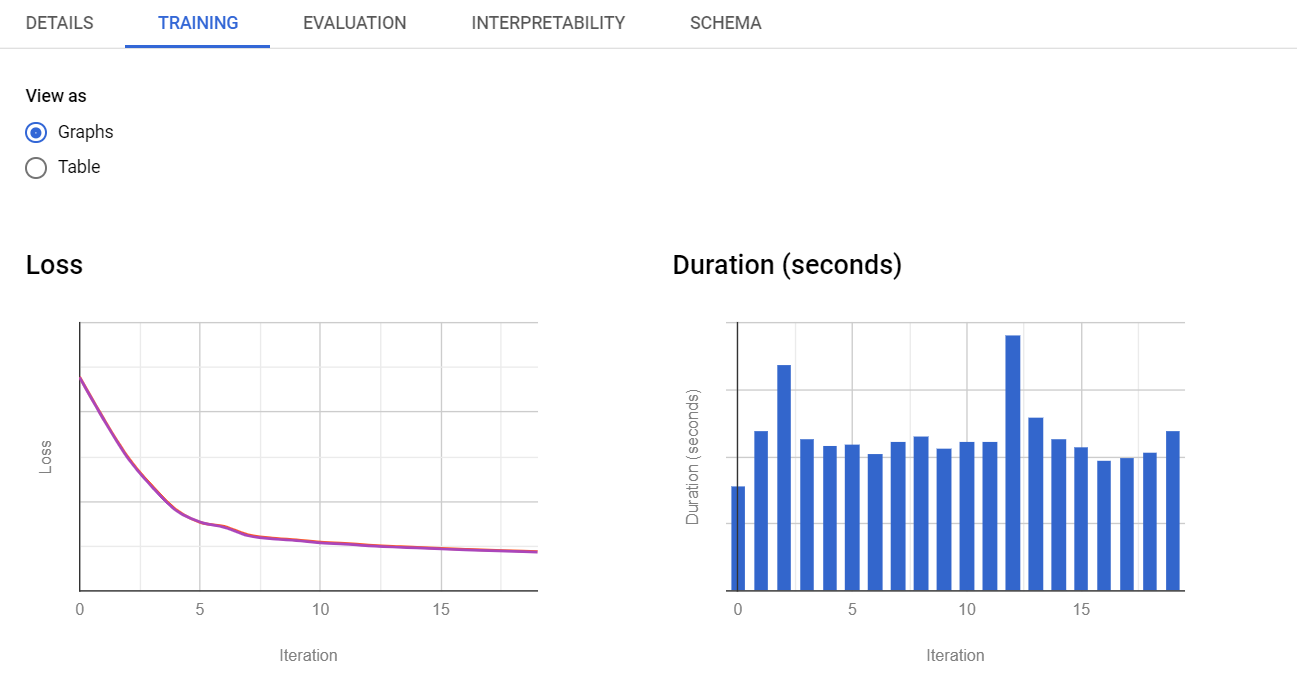 DETAILS TRAINING EVALUATION INTERPRETABILITY SCHEMA
View as
Graphs
Table
Loss
Loss
0 5 10 15
Iteration
Duration (seconds)
Duration (seconds)
0 5 10 15
Iteration